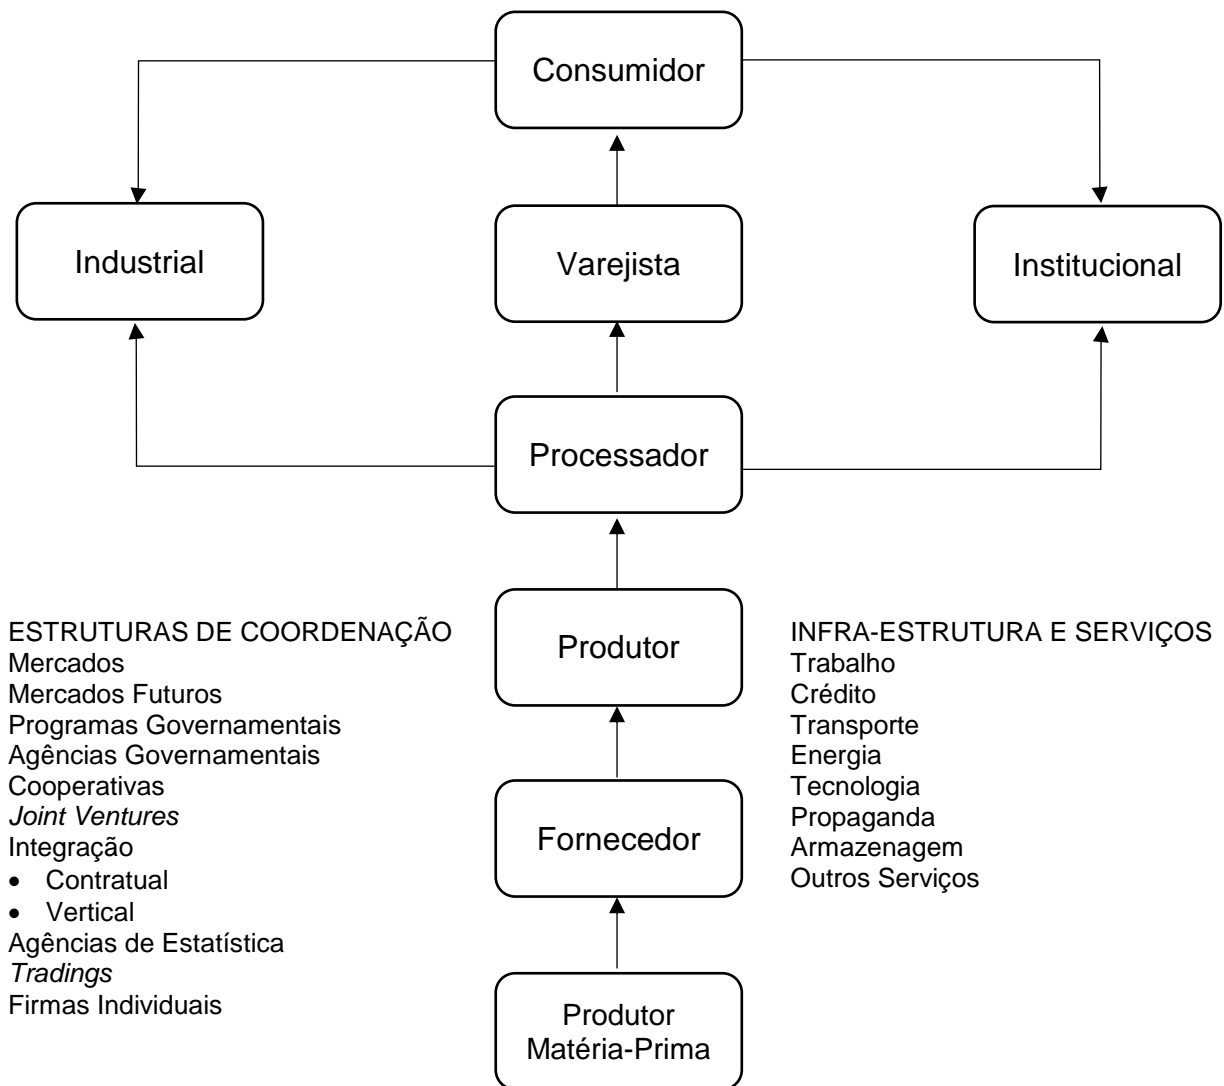 Consumidor
Industrial
Varejista
Institucional
Processador
Produtor
ESTRUTURAS DE COORDENAÇÃO
Mercados
Mercados Futuros
Programas Governamentais
Agências Governamentais
Cooperativas
Joint Ventures
Integração
• Contratual
• Vertical
Agências de Estatística
Tradings
Firmas Individuais
INFRA-ESTRUTURA E SERVIÇOS
Trabalho
Crédito
Transporte
Energia
Tecnologia
Propaganda
Armazenagem
Outros Serviços
Fornecedor
Produtor
Matéria-Prima